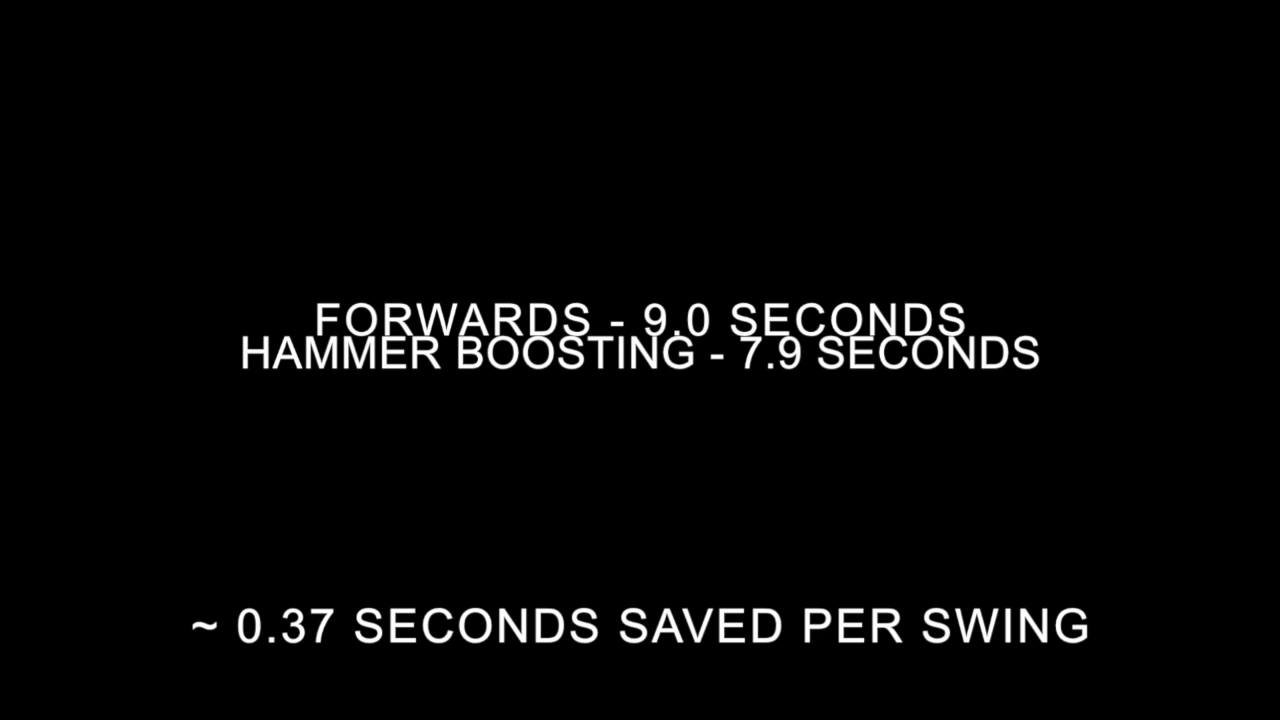 FORWARDS - 9.0 SECONDS
HAMMER BOOSTING - 7.9 SECONDS
~ 0.37 SECONDS SAVED PER SWING